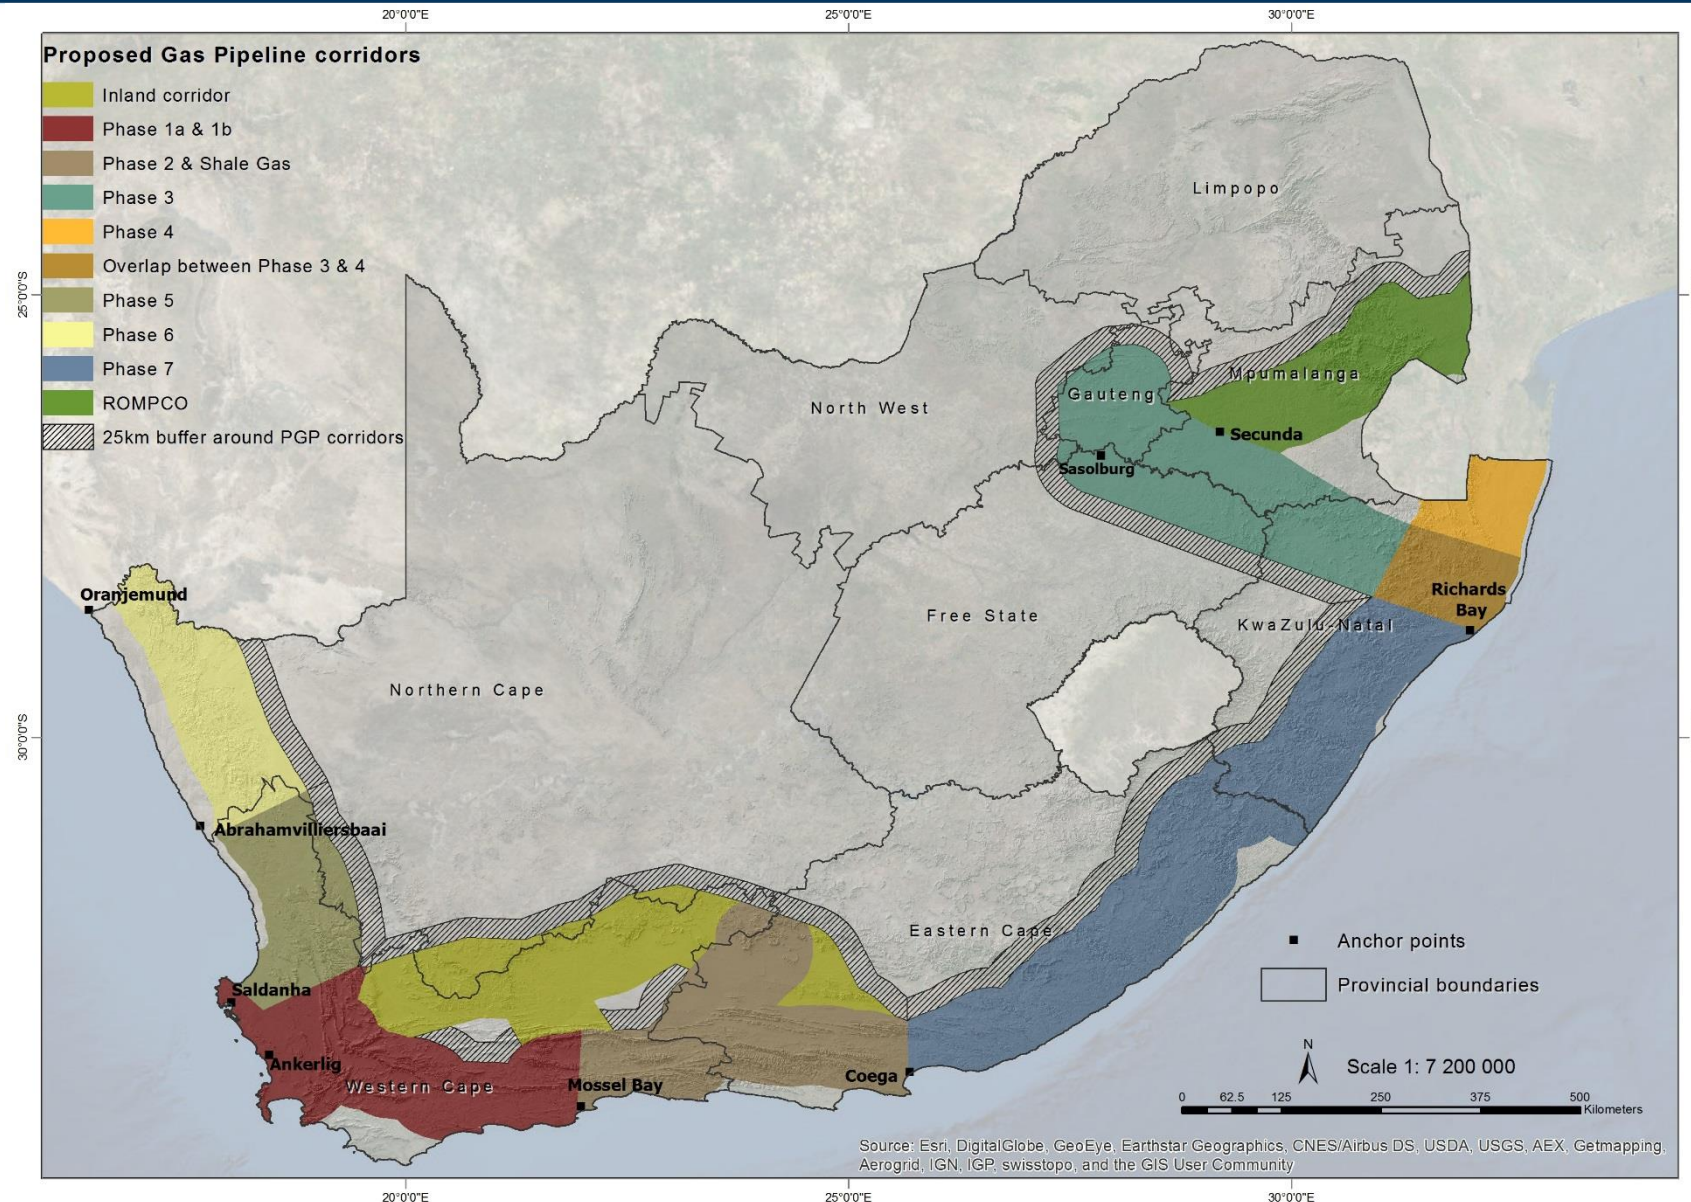 20°0'0"E
25°0'0"E
30°0'0"E
Proposed Gas Pipeline corridors
Inland corridor
Phase 1a & 1b
Phase 2 & Shale Gas
Phase 3
Phase 4
Overlap between Phase 3 & 4
Phase 5
Phase 6
Phase 7
ROMPCO
25km buffer around PGP corridors
25°0'0"S
30°0'0"S
Limpopo
Mpumalanga
Gauteng
North West
Secunda
Sasolburg
Richards
Bay
Oranjemund
Free State
KwaZulu-Natal
Northern Cape
Abrahamvilliersbaai
Eastern Cape
Saldanha
Ankerlig
Western Cape
Mossel Bay
Coega
Anchor points
Provincial boundaries
N
Scale 1: 7 200 000
0 62.5 125 250 375 500
Kilometers
Source: Esri, DigitalGlobe, GeoEye, Earthstar Geographics, CNES/Airbus DS, USDA, USGS, AEX, Getmapping,
Aerogrid, IGN, IGP, swisstopo, and the GIS User Community
20°0'0"E
25°0'0"E
30°0'0"E